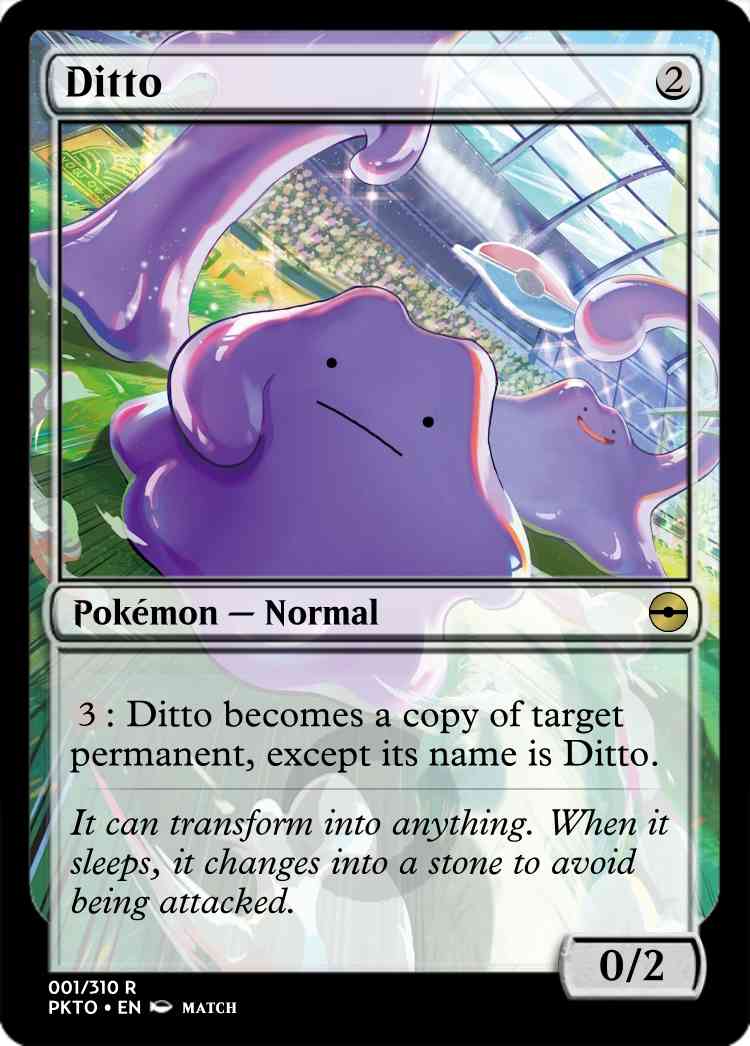 Ditto 2
Pokémon — Normal
3 : Ditto becomes a copy of target
permanent, except its name is Ditto.
It can transform into anything. When it
sleeps, it changes into a stone to avoid
being attacked.
0/2
001/310 R
PKTO • EN MATCH